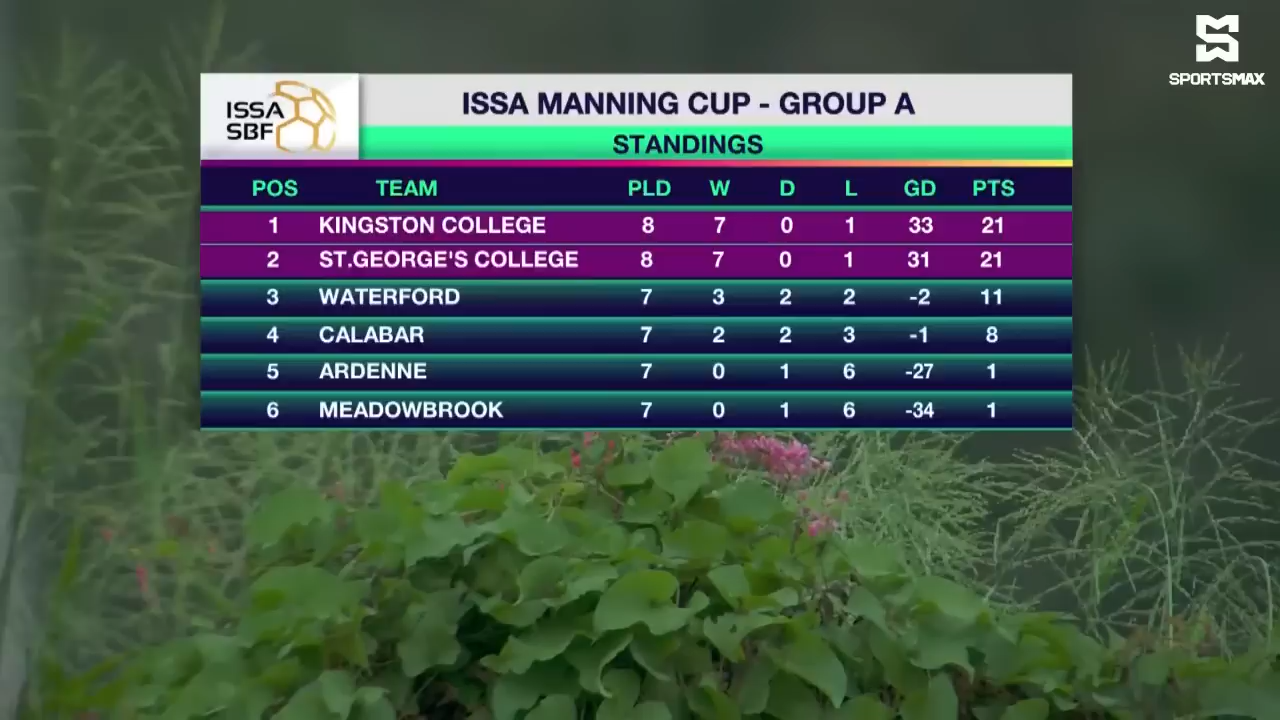 SPORTSMAX
ISSA
SBF
ISSA MANNING CUP - GROUP A
STANDINGS
POS TEAM PLD W D L GD PTS
1 KINGSTON COLLEGE 8 7 0 1 33 21
2 ST.GEORGE'S COLLEGE 8 7 0 1 31 21
3 WATERFORD 7 3 2 2 -2 11
4 CALABAR 7 2 2 3 -1 8
5 ARDENNE 7 0 1 6 -27 1
6 MEADOWBROOK 7 0 1 6 -34 1